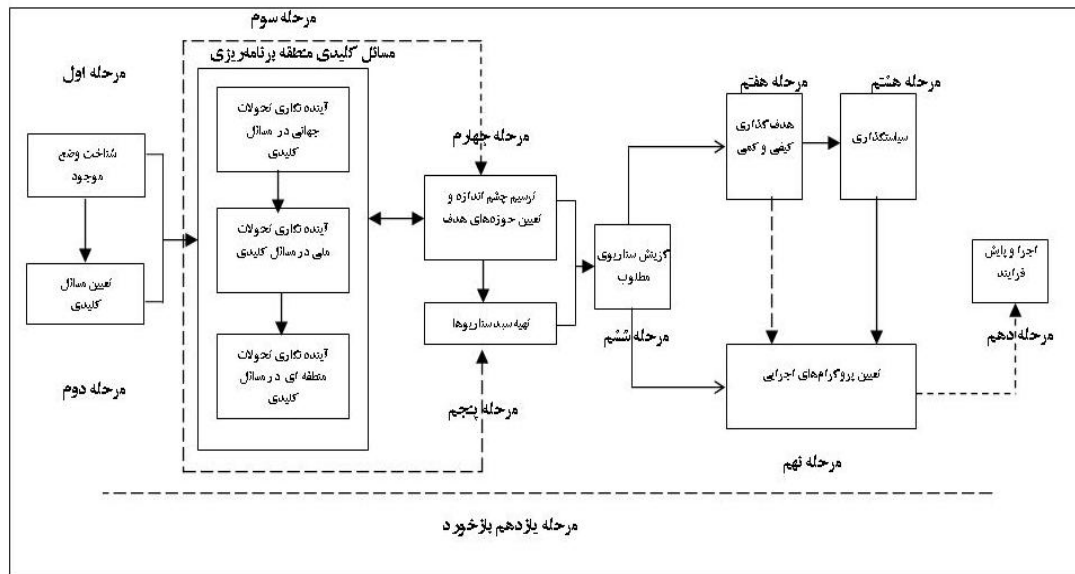 مرحله سوم
مسائل کلیدی منطقه برنامه‌ریزی
مرحله اول
شناخت وضع
موجود
تعیین مسائل
کلیدی
مرحله دوم
آینده نگاری تحولات
جهانی در مسائل
کلیدی
آینده نگاری تحولات
ملی در مسائل کلیدی
آینده نگاری تحولات
منطقه ای در مسائل
کلیدی
مرحله چهارم
ترسیم چشم اندازه و
تعیین حوزه‌های هدف
تهیه سبد سناریوها
مرحله پنجم
گزینش سناریوی
مطلوب
مرحله ششم
مرحله هفتم
هدف گذاری
کیفی و کمی
مرحله هشتم
سیاستگذاری
تعیین پروگرام‌های اجرایی
مرحله نهم
اجرا و پایش
فرایند
مرحله دهم
مرحله یازدهم بازخورد